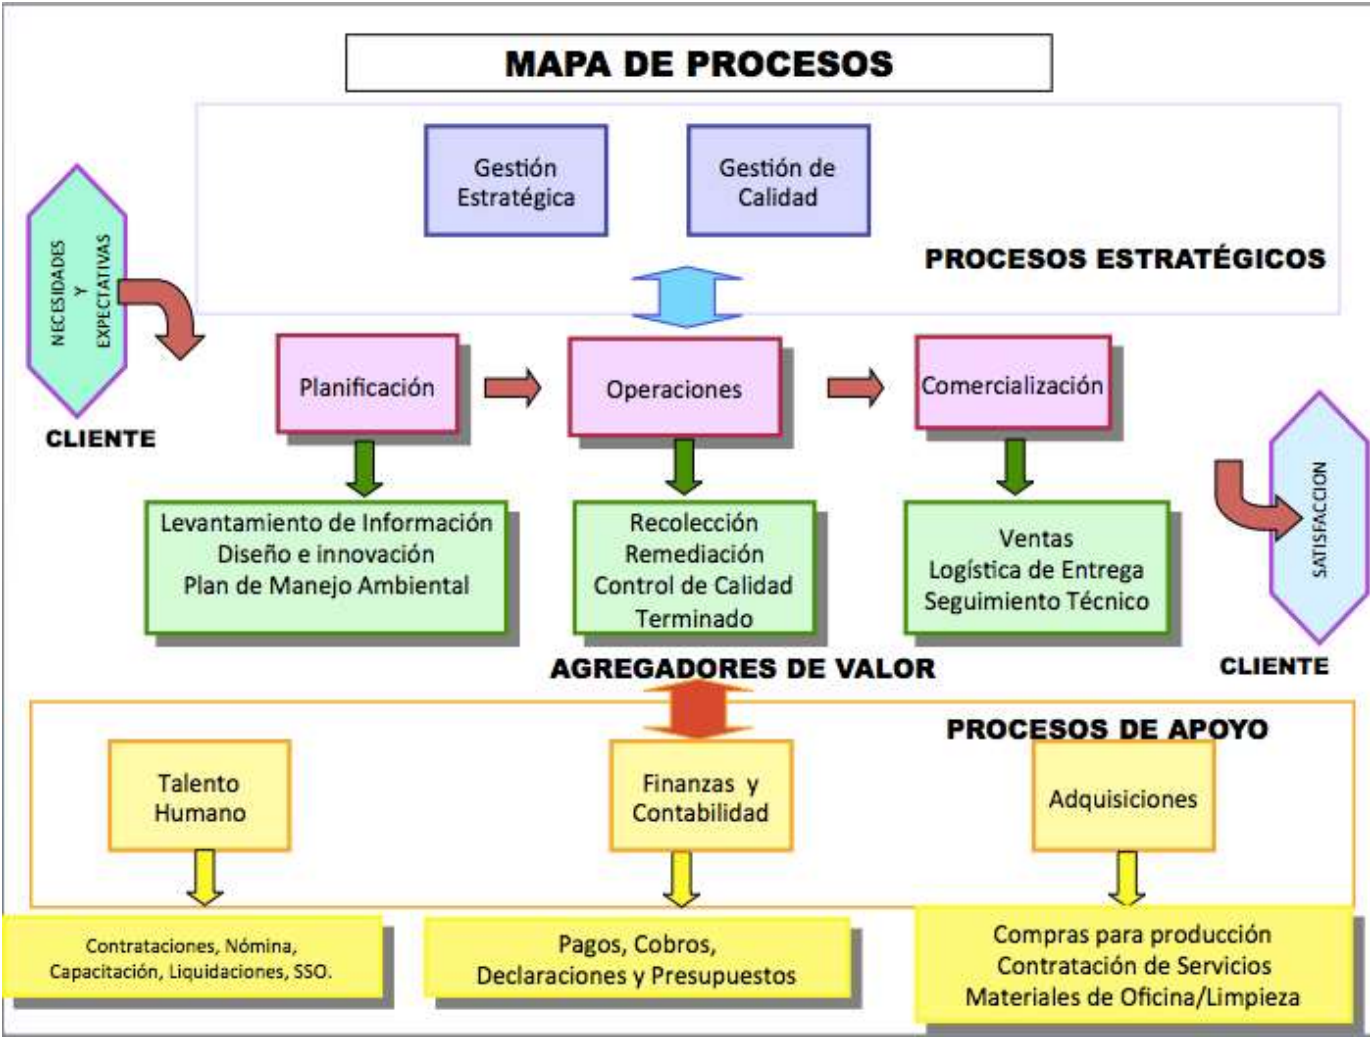 MAPA DE PROCESOS
Gestión
Estratégica
Gestión de
Calidad
PROCESOS ESTRATÉGICOS
NECESIDADES
Y
EXPECTATIVAS
CLIENTE
Planificación
Operaciones
Comercialización
Levantamiento de Información
Diseño e innovación
Plan de Manejo Ambiental
Recolección
Remediación
Control de Calidad
Terminado
Ventas
Logística de Entrega
Seguimiento Técnico
SATISFACCION
CLIENTE
AGREGADORES DE VALOR
PROCESOS DE APOYO
Talento
Humano
Finanzas y
Contabilidad
Adquisiciones
Contrataciones, Nómina,
Capacitación, Liquidaciones, SSO.
Pagos, Cobros,
Declaraciones y Presupuestos
Compras para producción
Contratación de Servicios
Materiales de Oficina/Limpieza